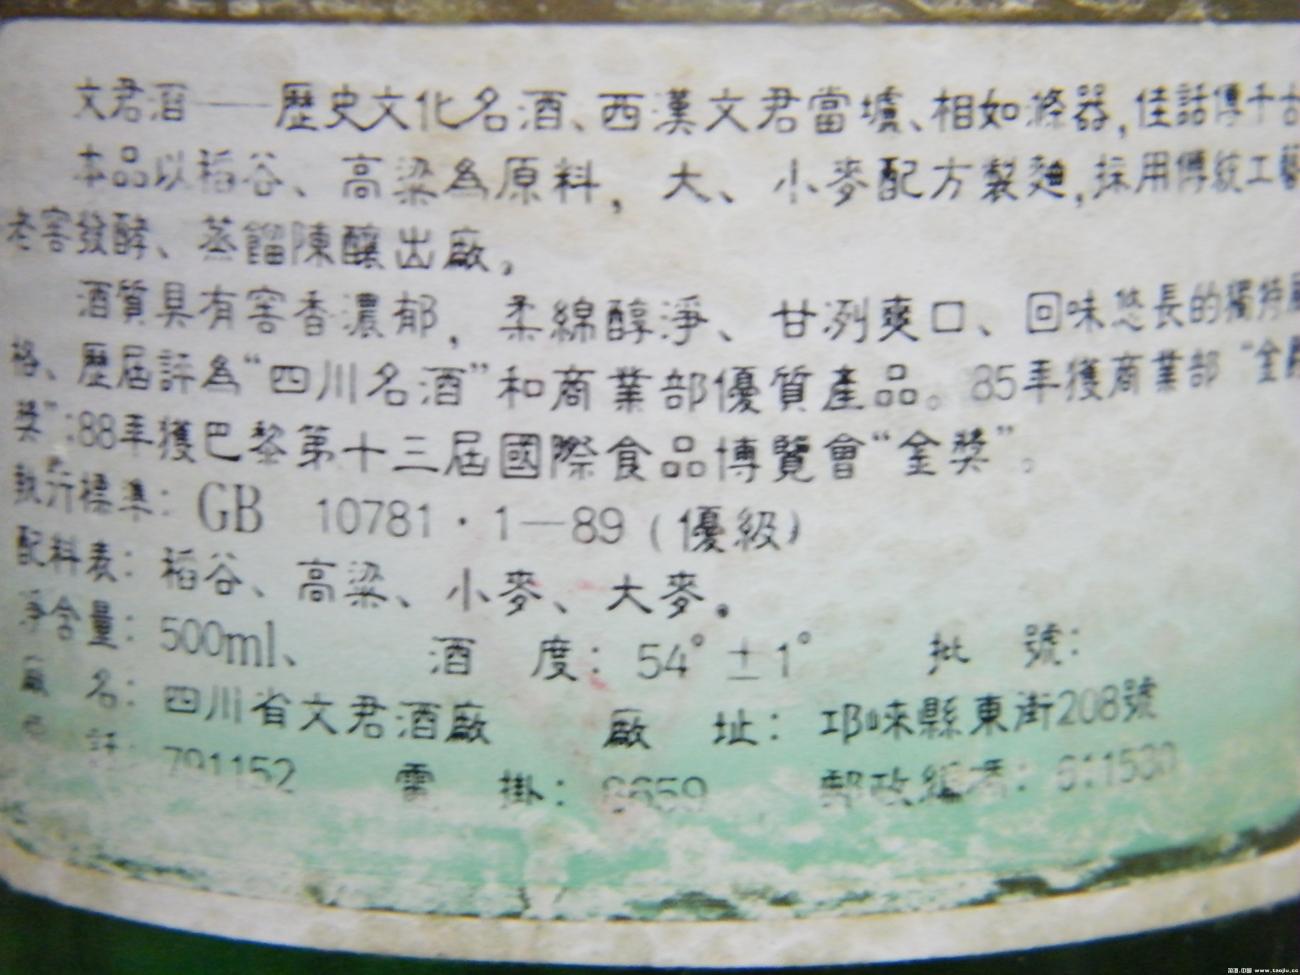 文君酒——歷史文化名酒、西漢文君當壚、相如滌器,佳話傳千古
本品以稻谷、高粱為原料，大、小麥配方製麯,採用傳統工藝
老窖發酵、蒸餾陳釀出廠。
酒質具有窖香濃郁，柔綿醇淨、甘洌爽口、回味悠長的獨特風
格、歷屆評為“四川名酒”和商業部優質產品。85年獲商業部“金爵
獎”;88年獲巴黎第十三屆國際食品博覽會“金獎”。
執行標準: GB 10781·1—89 (優級)
配料表: 稻谷、高粱、小麥、大麥。
淨含量: 500ml、 酒 度: 54°±1° 批 號:
廠 名: 四川省文君酒廠 廠 址: 邛崍縣東街208號
話: 791152 電 掛: 8659 郵政編碼: 611530
www.taojiu.cc